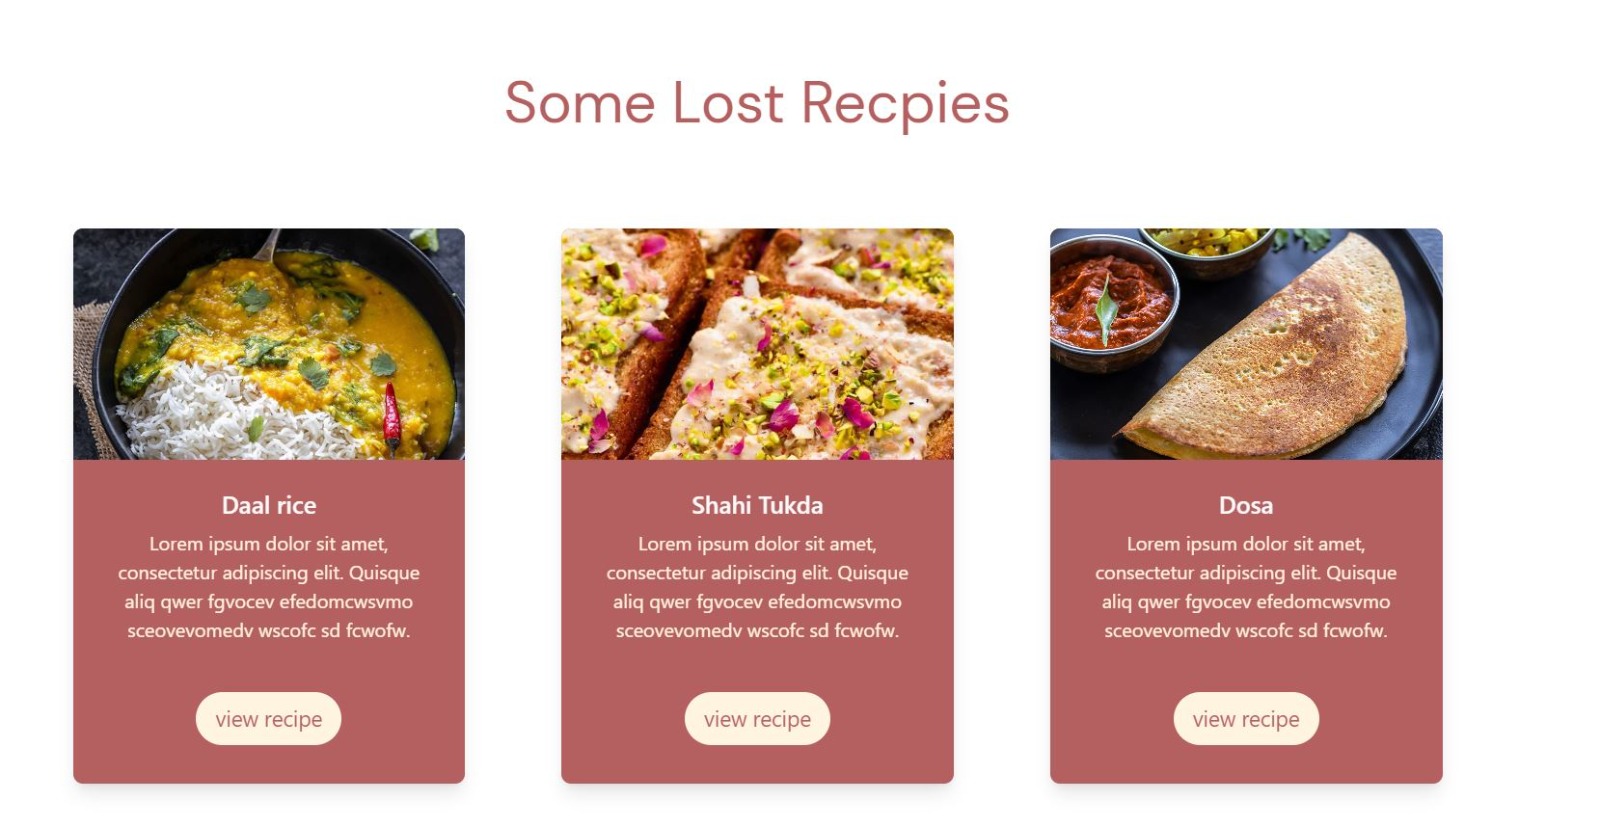 Some Lost Recpies
Daal rice
Lorem ipsum dolor sit amet,
consectetur adipiscing elit. Quisque
aliq qwer fgvocev efedomcwsvmo
sceovevomedv wscofc sd fcwofw.
view recipe
Shahi Tukda
Lorem ipsum dolor sit amet,
consectetur adipiscing elit. Quisque
aliq qwer fgvocev efedomcwsvmo
sceovevomedv wscofc sd fcwofw.
view recipe
Dosa
Lorem ipsum dolor sit amet,
consectetur adipiscing elit. Quisque
aliq qwer fgvocev efedomcwsvmo
sceovevomedv wscofc sd fcwofw.
view recipe